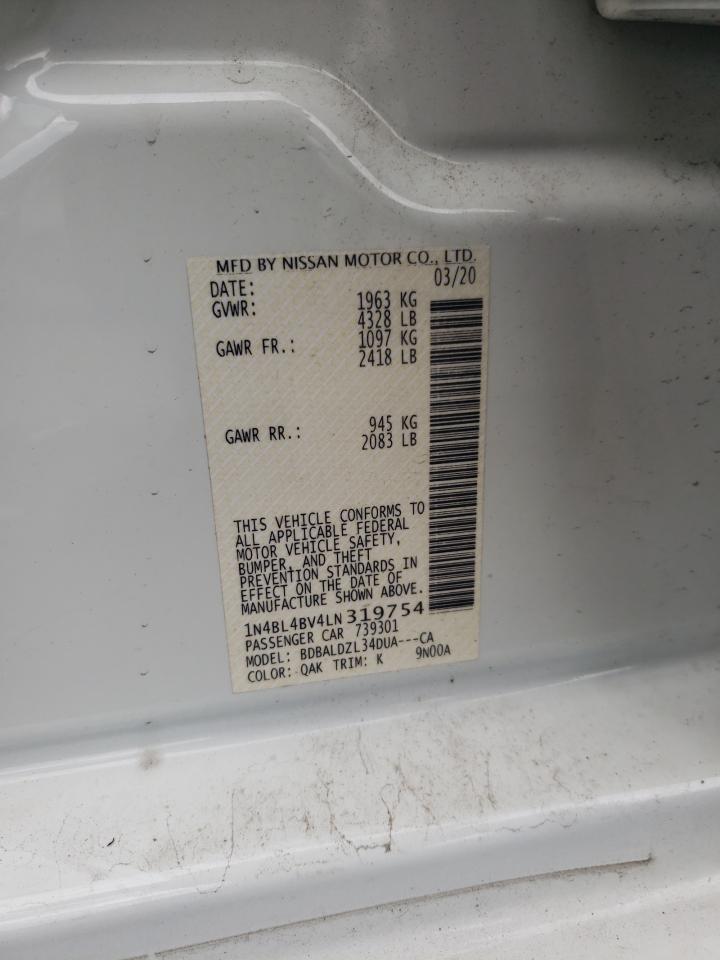 MFD BY NISSAN MOTOR CO., LTD.
DATE: 03/20
GVWR: 1963 KG
4328 LB
GAWR FR.: 1097 KG
2418 LB
GAWR RR.: 945 KG
2083 LB
THIS VEHICLE CONFORMS TO
ALL APPLICABLE FEDERAL
MOTOR VEHICLE SAFETY,
BUMPER, AND THEFT
PREVENTION STANDARDS IN
EFFECT ON THE DATE OF
MANUFACTURE SHOWN ABOVE.
1N4BL4BV4LN319754
PASSENGER CAR 739301
MODEL: BDBALDZL34DUA---CA
COLOR: QAK TRIM: K 9N00A